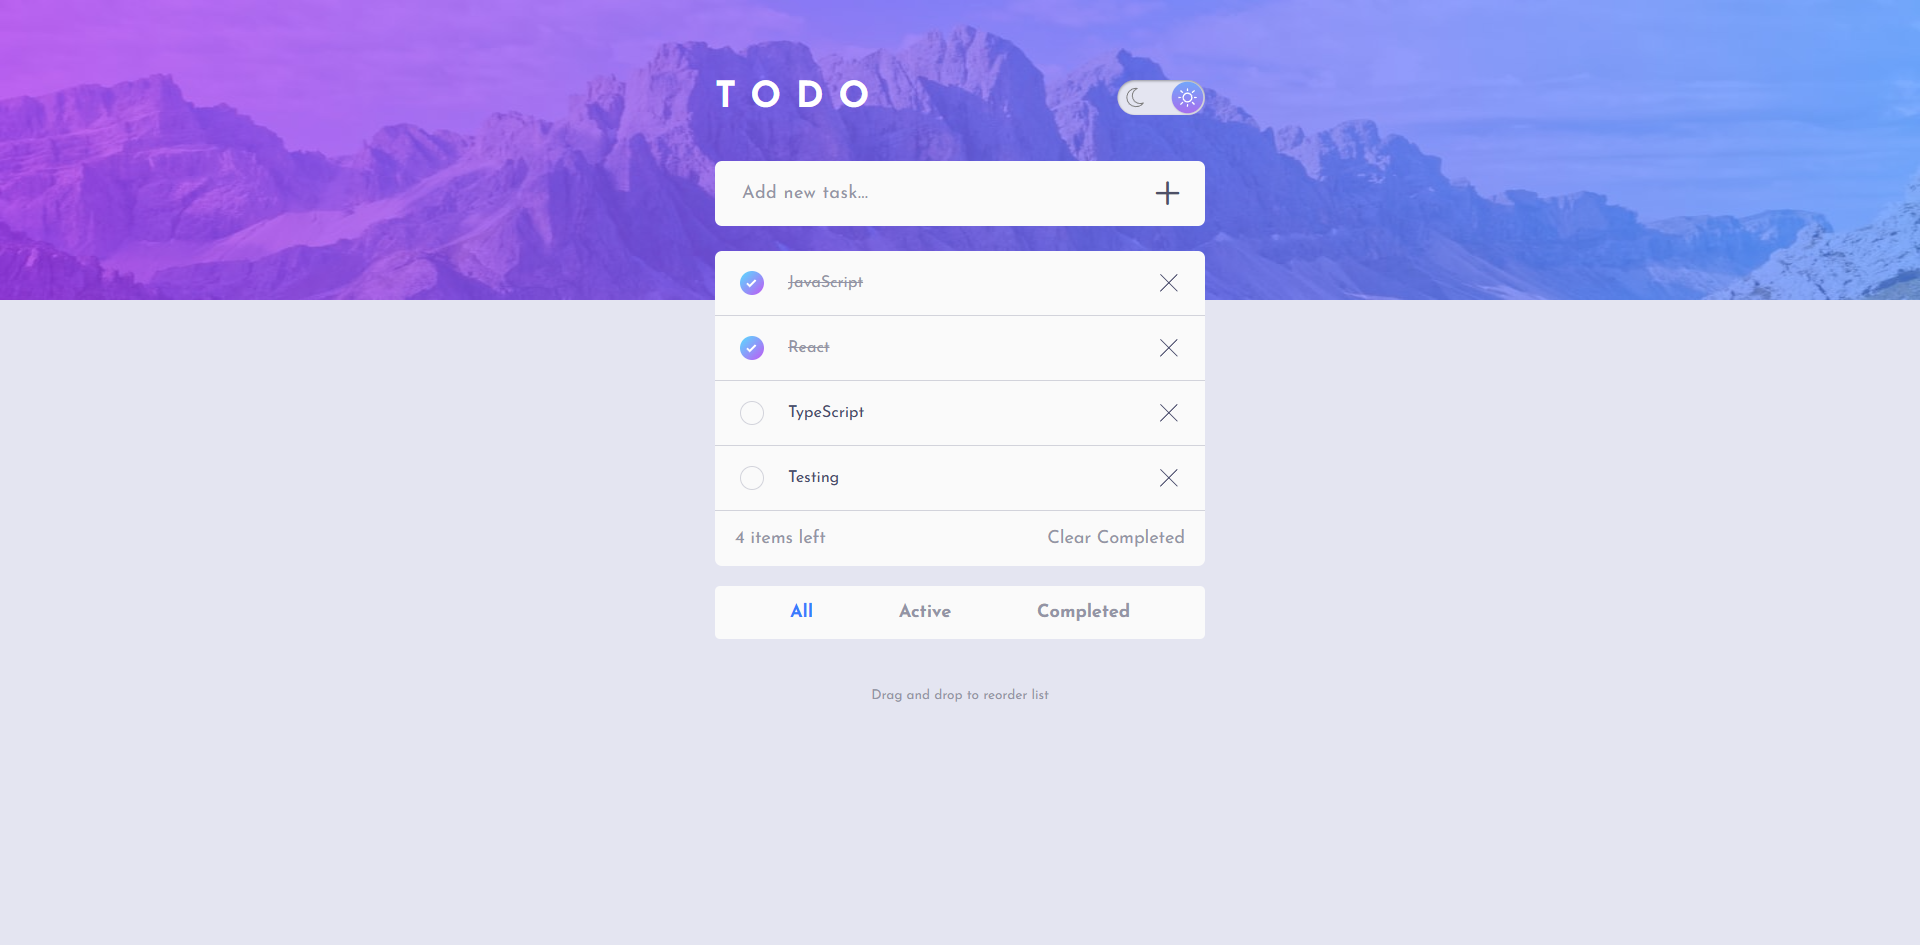 TODO
Add new task...
JavaScript
React
TypeScript
Testing
4 items left
Clear Completed
All
Active
Completed
Drag and drop to reorder list